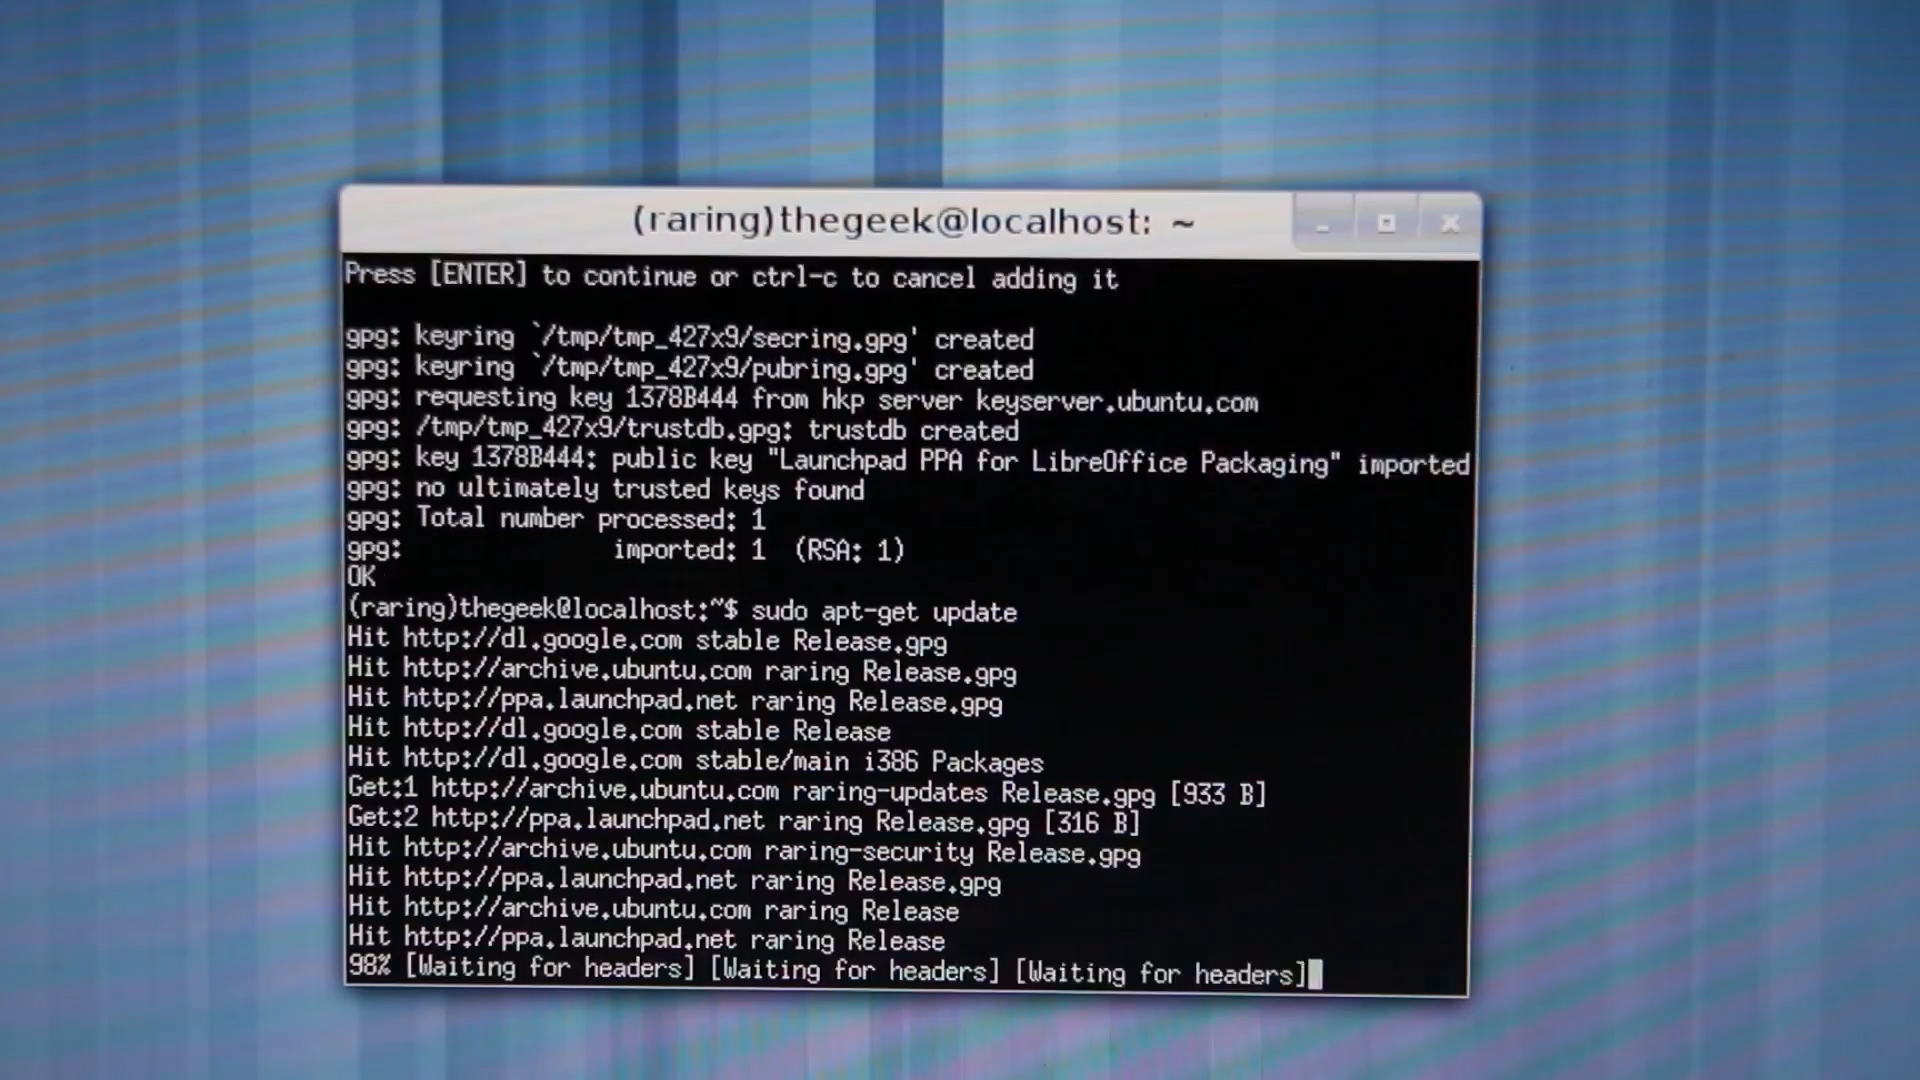 (raring)thegeek@localhost: ~
Press [ENTER] to continue or ctrl-c to cancel adding it
gpg: keyring `/tmp/tmp_427x9/secring.gpg' created
gpg: keyring `/tmp/tmp_427x9/pubring.gpg' created
gpg: requesting key 1378B444 from hkp server keyserver.ubuntu.com
gpg: /tmp/tmp_427x9/trustdb.gpg: trustdb created
gpg: key 1378B444: public key "Launchpad PPA for LibreOffice Packaging" imported
gpg: no ultimately trusted keys found
gpg: Total number processed: 1
gpg:               imported: 1  (RSA: 1)
OK
(raring)thegeek@localhost:~$ sudo apt-get update
Hit http://dl.google.com stable Release.gpg
Hit http://archive.ubuntu.com raring Release.gpg
Hit http://ppa.launchpad.net raring Release.gpg
Hit http://dl.google.com stable Release
Hit http://dl.google.com stable/main i386 Packages
Get:1 http://archive.ubuntu.com raring-updates Release.gpg [933 B]
Get:2 http://ppa.launchpad.net raring Release.gpg [316 B]
Hit http://archive.ubuntu.com raring-security Release.gpg
Hit http://ppa.launchpad.net raring Release.gpg
Hit http://archive.ubuntu.com raring Release
Hit http://ppa.launchpad.net raring Release
98% [Waiting for headers] [Waiting for headers] [Waiting for headers]